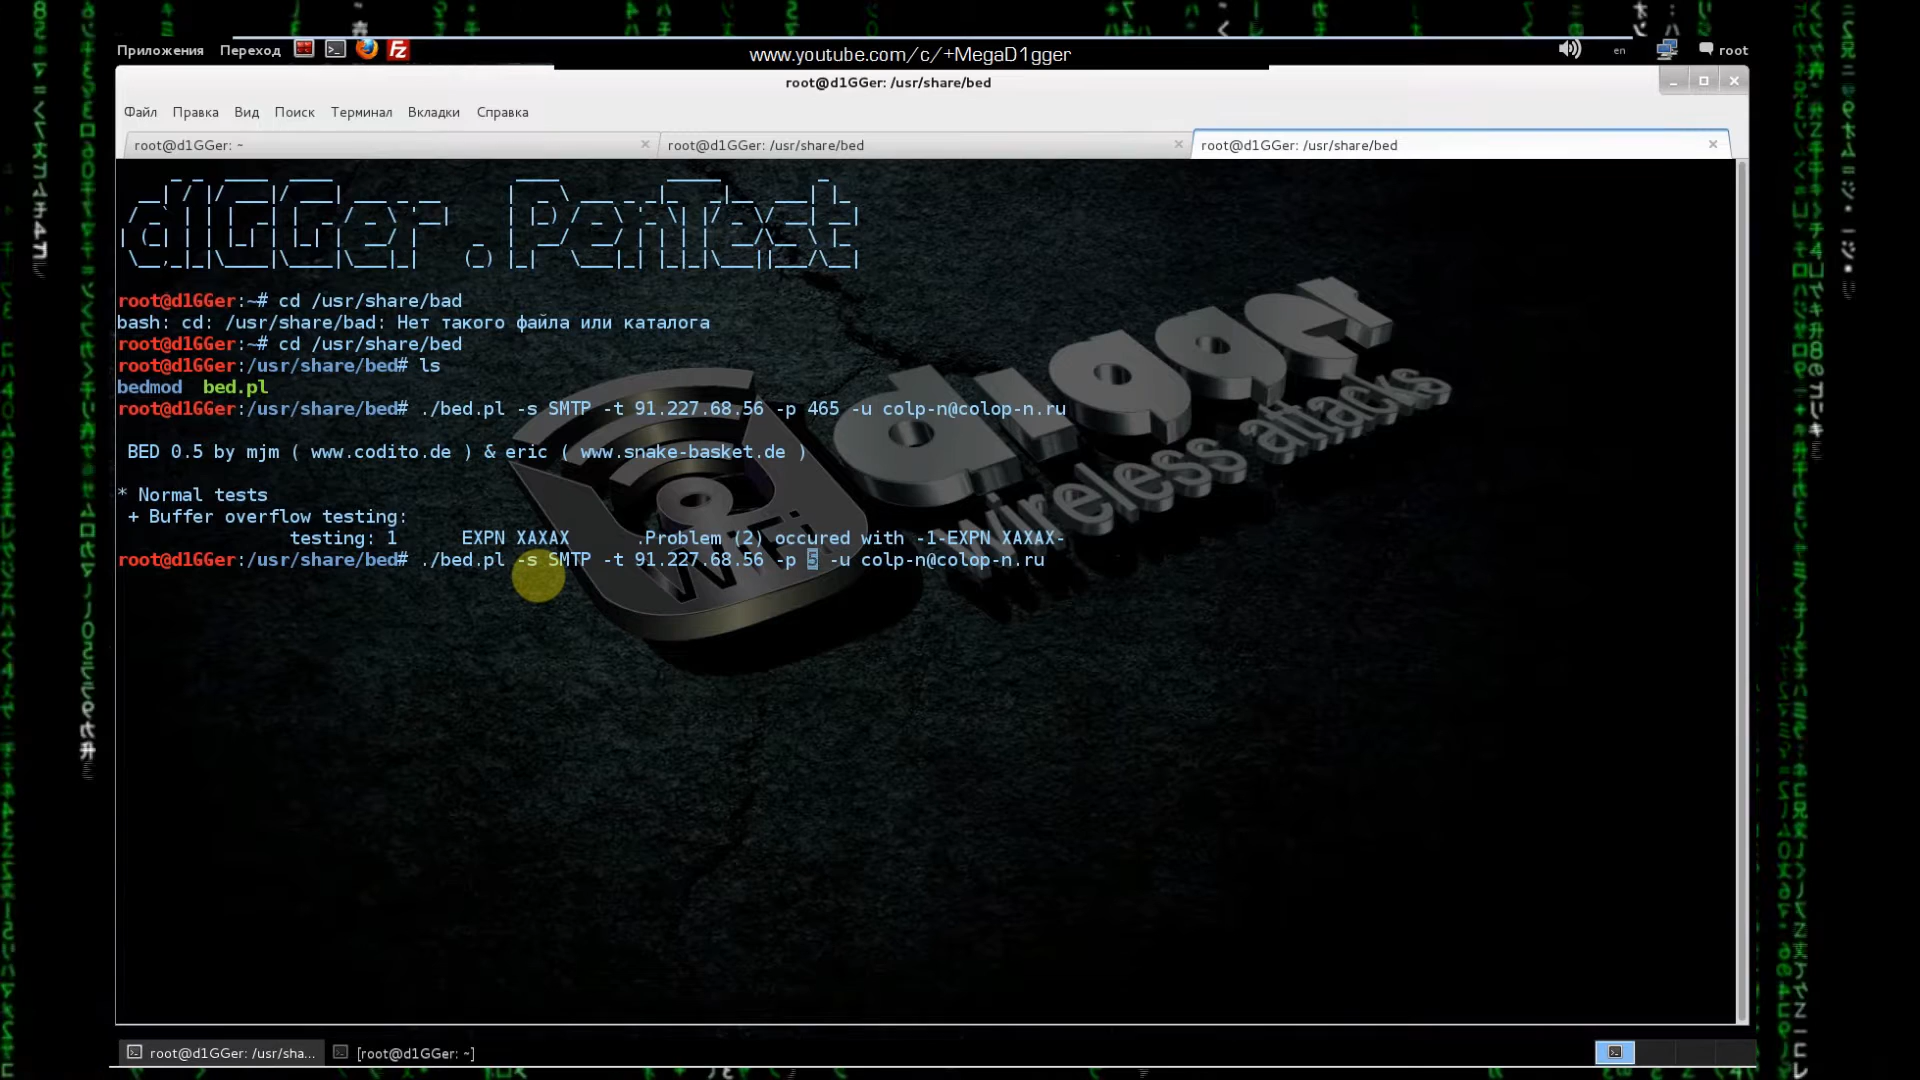 www.youtube.com/c/+MegaD1gger
Приложения Переход en root
root@d1GGer: /usr/share/bed
Файл Правка Вид Поиск Терминал Вкладки Справка
root@d1GGer: ~ root@d1GGer: /usr/share/bed root@d1GGer: /usr/share/bed
d1GGer . PenTest
root@d1GGer:~# cd /usr/share/bad
bash: cd: /usr/share/bad: Нет такого файла или каталога
root@d1GGer:~# cd /usr/share/bed
root@d1GGer:/usr/share/bed# ls
bedmod bed.pl
root@d1GGer:/usr/share/bed# ./bed.pl -s SMTP -t 91.227.68.56 -p 465 -u colp-n@colop-n.ru
BED 0.5 by mjm ( www.codito.de ) & eric ( www.snake-basket.de )
* Normal tests
+ Buffer overflow testing:
testing: 1 EXPN XAXAX .Problem (2) occured with -1-EXPN XAXAX-
root@d1GGer:/usr/share/bed# ./bed.pl -s SMTP -t 91.227.68.56 -p 5 -u colp-n@colop-n.ru
WiFi
digger
wireless attacks
root@d1GGer: /usr/sha... [root@d1GGer: ~]